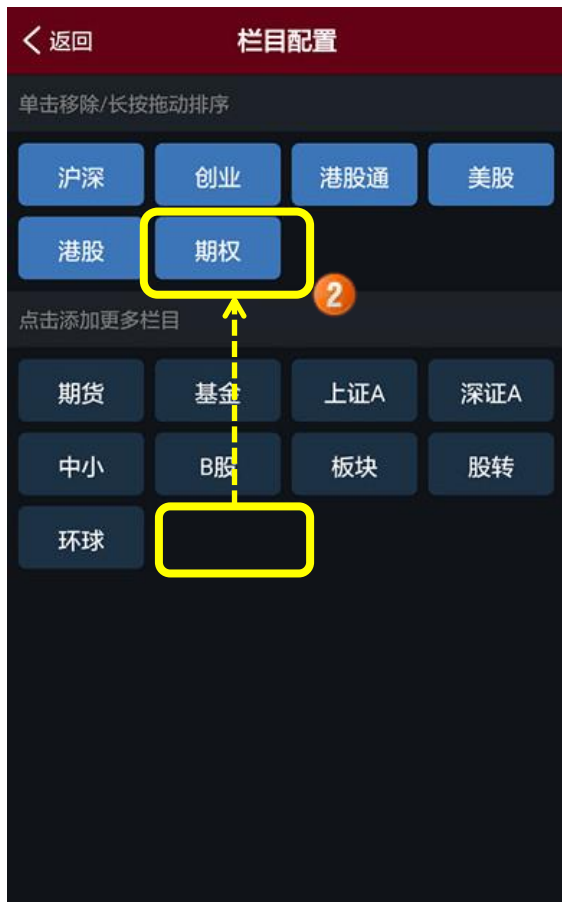 返回 栏目配置
单击移除/长按拖动排序
沪深 创业 港股通 美股
港股 期权
2
点击添加更多栏目
期货 基金 上证A 深证A
中小 B股 板块 股转
环球